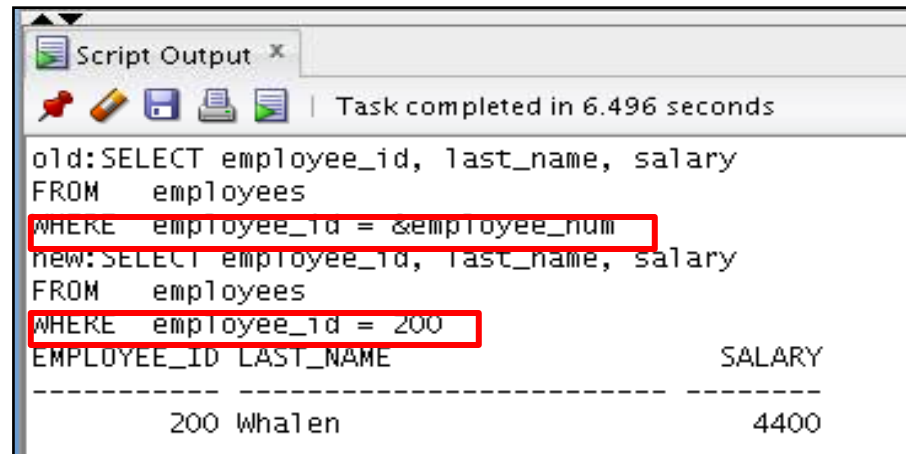 Script Output
Task completed in 6.496 seconds
old:SELECT employee_id, last_name, salary
FROM employees
WHERE employee_id = &employee_num
new:SELECT employee_id, last_name, salary
FROM employees
WHERE employee_id = 200
EMPLOYEE_ID LAST_NAME SALARY
----------- ------------------------- --------
200 Whalen 4400